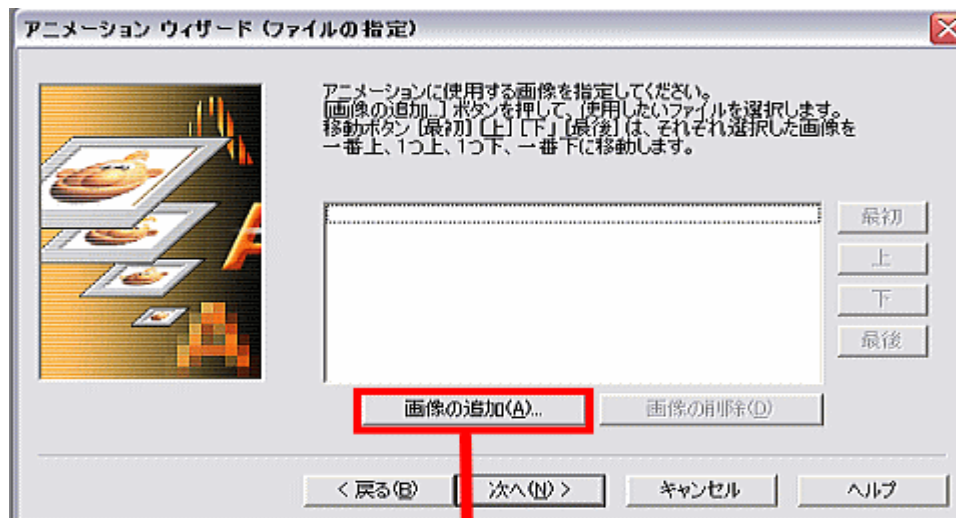 アニメーション ウィザード (ファイルの指定)
アニメーションに使用する画像を指定してください。
[画像の追加...] ボタンを押して、使用したいファイルを選択します。
移動ボタン [最初] [上] [下」 [最後] は、それぞれ選択した画像を
一番上、1つ上、1つ下、一番下に移動します。
最初
上
下
最後
画像の追加(A)...
画像の削除(D)
< 戻る(B)
次へ(N) >
キャンセル
ヘルプ